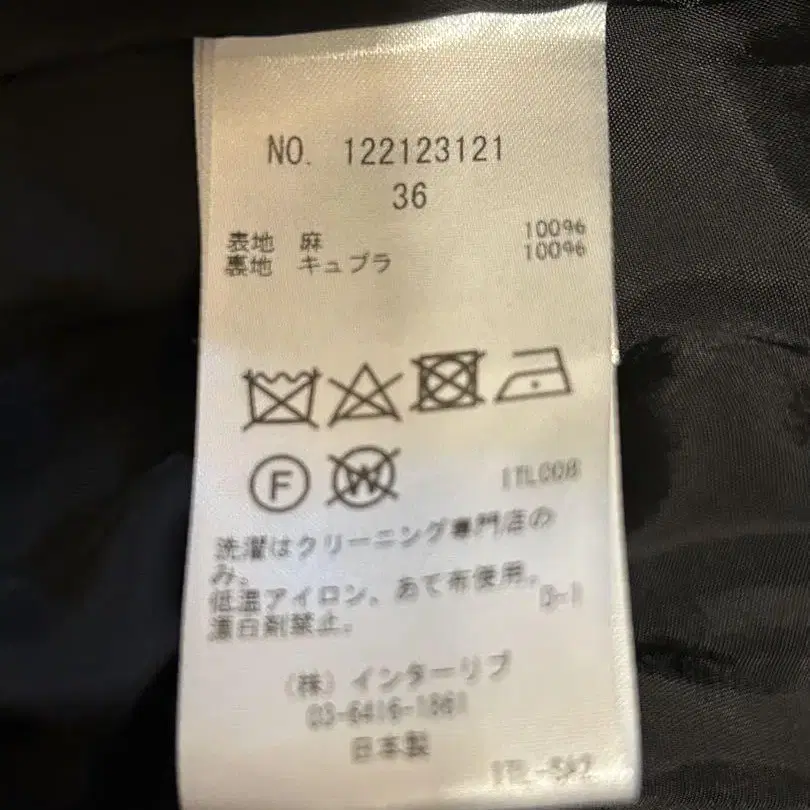 NO. 122123121
36
表地 麻 100%
裏地 キュプラ 100%
F W ITL008
洗濯はクリーニング専門店の
み。
低温アイロン、あて布使用。
漂白剤禁止。 D-1
(株)インターリブ
03-6416-1861
日本製